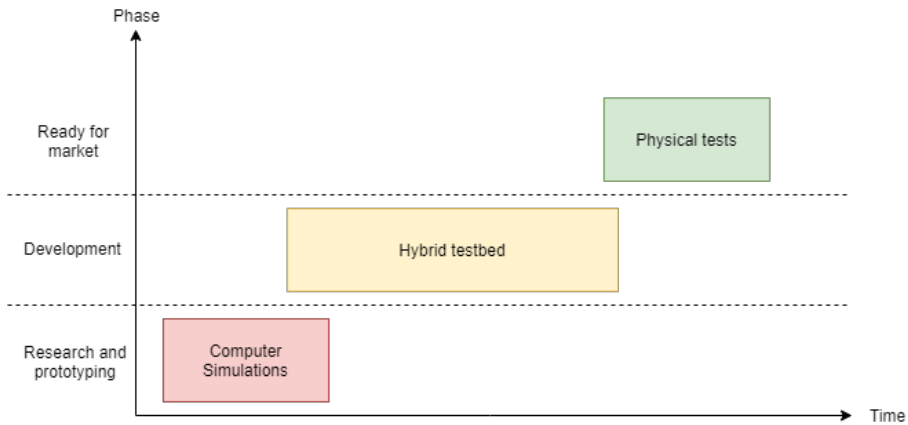 Phase
Ready for
market
Physical tests
Development
Hybrid testbed
Research and
prototyping
Computer
Simulations
Time